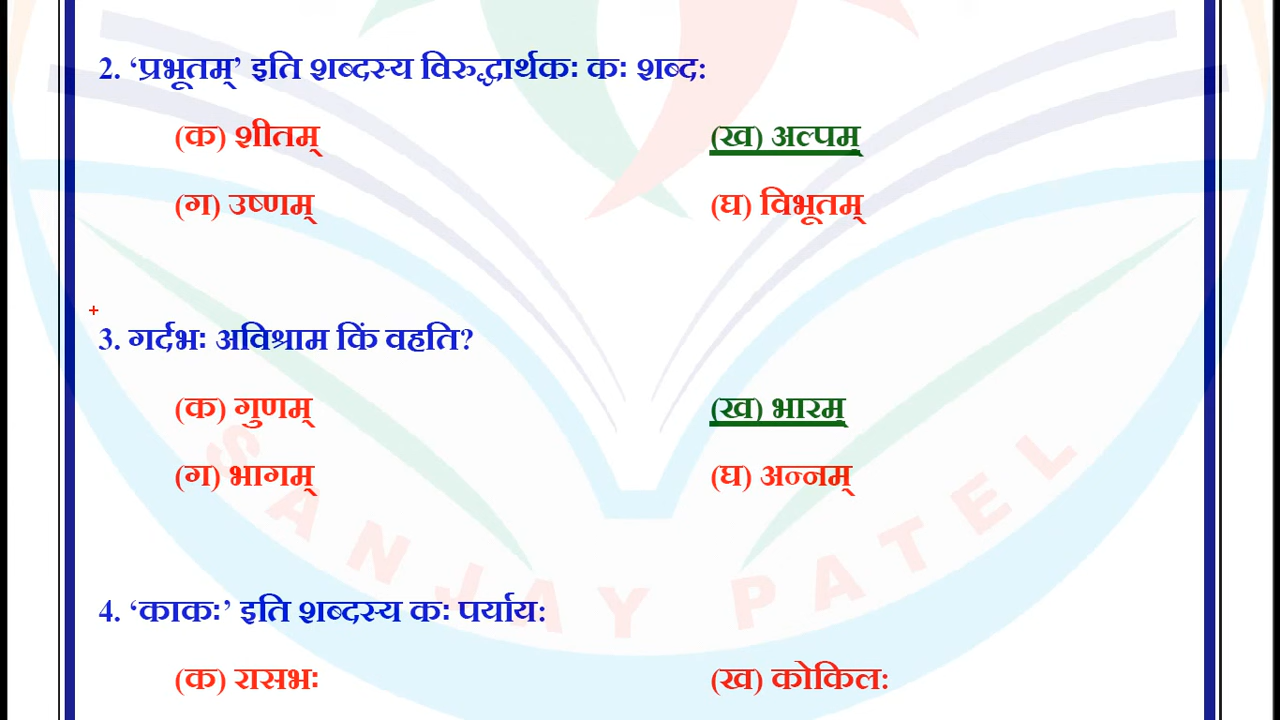 2. ‘प्रभूतम्’ इति शब्दस्य विरुद्धार्थकः कः शब्दः
(क) शीतम् (ख) अल्पम्
(ग) उष्णम् (घ) विभूतम्
3. गर्दभः अविश्राम किं वहति?
(क) गुणम् (ख) भारम्
(ग) भागम् (घ) अन्नम्
4. ‘काकः’ इति शब्दस्य कः पर्यायः
(क) रासभः (ख) कोकिलः
SANJAY PATEL